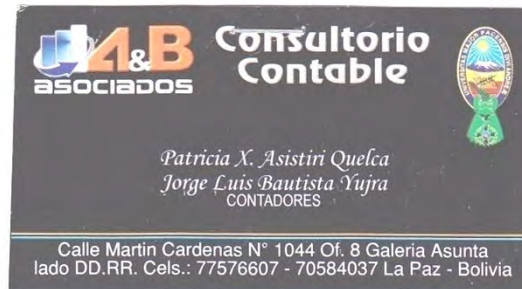 A&B
ASOCIADOS
Consultorio
Contable
Patricia X. Asistiri Quelca
Jorge Luis Bautista Yujra
CONTADORES
Calle Martin Cardenas N° 1044 Of. 8 Galeria Asunta
lado DD.RR. Cels.: 77576607 - 70584037 La Paz - Bolivia